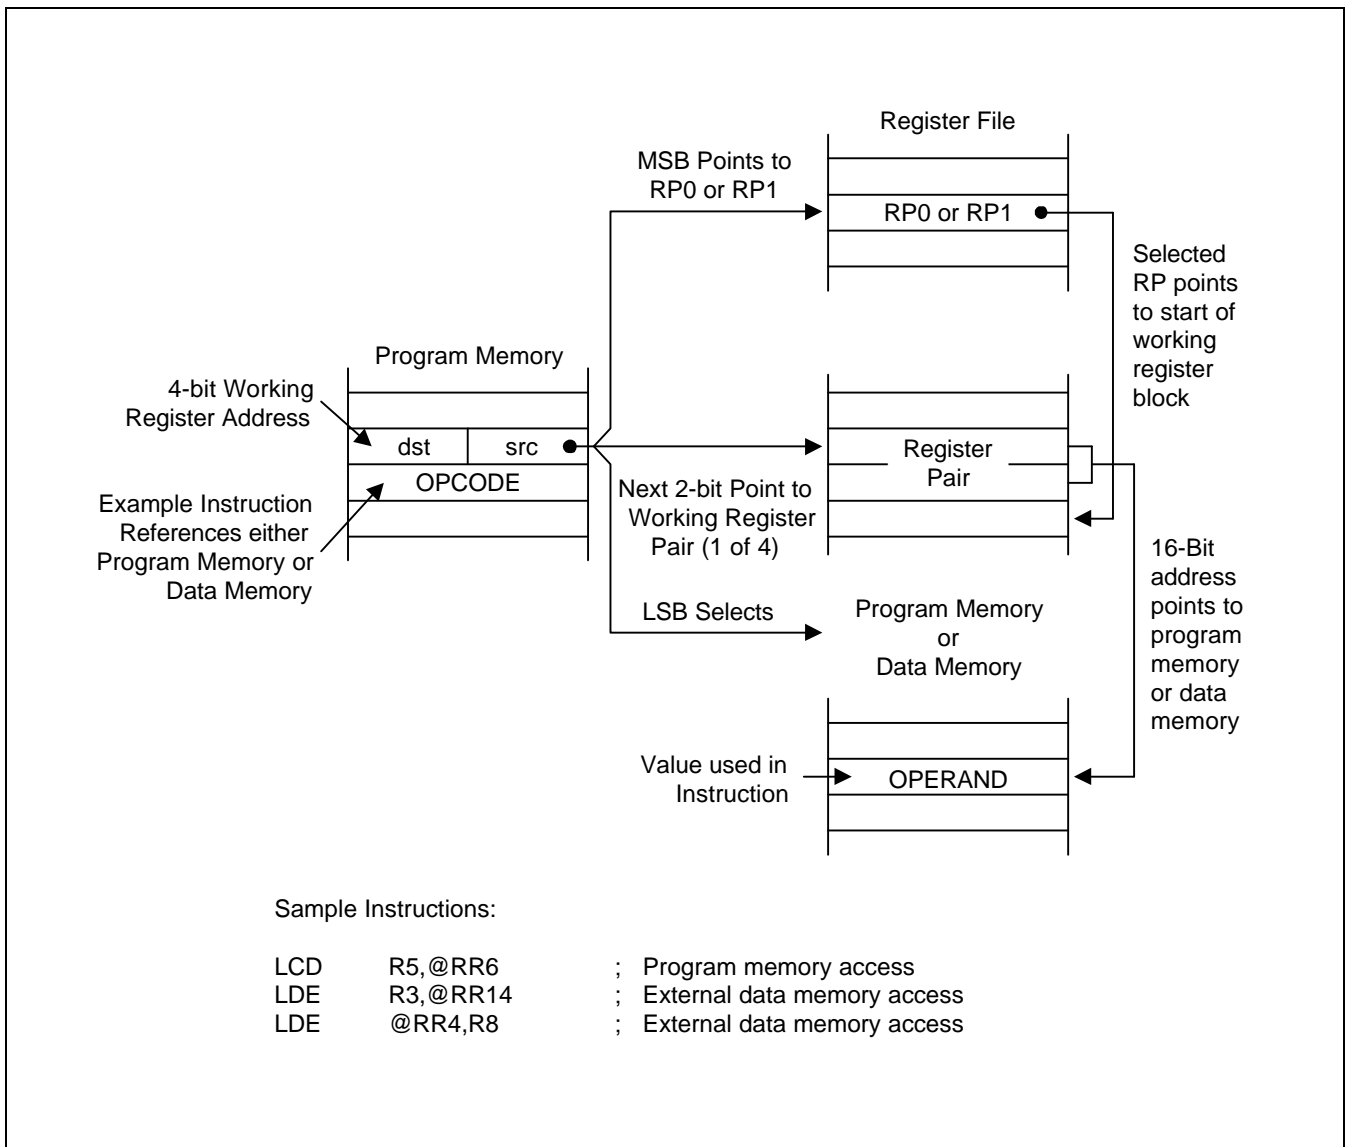 Register File
MSB Points to
RP0 or RP1
RP0 or RP1
Selected
RP points
to start of
working
register
block
Program Memory
4-bit Working
Register Address
dst src
OPCODE
Example Instruction
References either
Program Memory or
Data Memory
Register
Pair
Next 2-bit Point to
Working Register
Pair (1 of 4)
16-Bit
address
points to
program
memory
or data
memory
LSB Selects
Program Memory
or
Data Memory
Value used in
Instruction
OPERAND
Sample Instructions:
LCD R5,@RR6 ; Program memory access
LDE R3,@RR14 ; External data memory access
LDE @RR4,R8 ; External data memory access